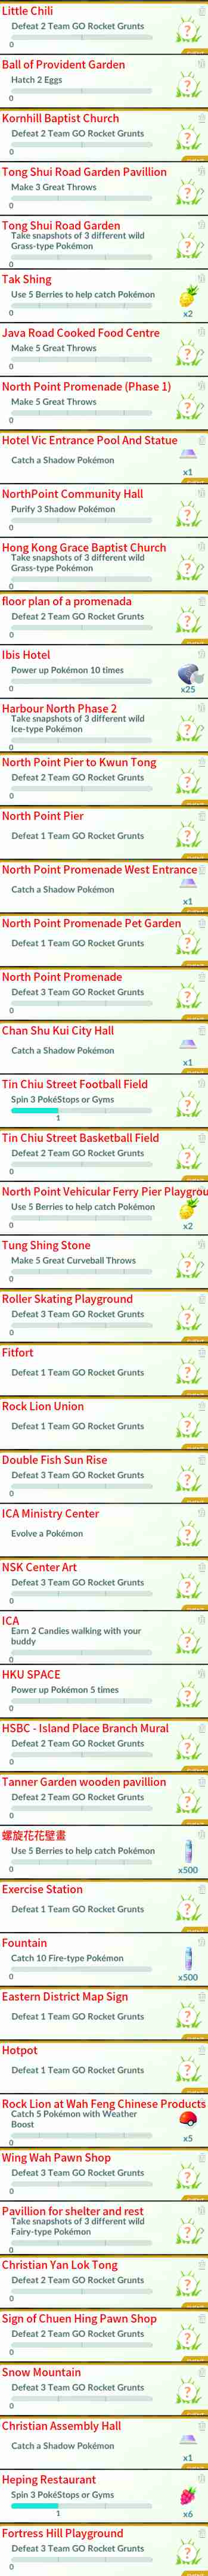 Little Chili
Defeat 2 Team GO Rocket Grunts
0
Ball of Provident Garden
Hatch 2 Eggs
0
Kornhill Baptist Church
Defeat 2 Team GO Rocket Grunts
0
Tong Shui Road Garden Pavillion
Make 3 Great Throws
0
Tong Shui Road Garden
Take snapshots of 3 different wild
Grass-type Pokémon
0
Tak Shing
Use 5 Berries to help catch Pokémon
0
x2
Java Road Cooked Food Centre
Make 5 Great Throws
0
North Point Promenade (Phase 1)
Make 5 Great Throws
0
Hotel Vic Entrance Pool And Statue
Catch a Shadow Pokémon
x1
NorthPoint Community Hall
Purify 3 Shadow Pokémon
0
Hong Kong Grace Baptist Church
Take snapshots of 3 different wild
Grass-type Pokémon
0
floor plan of a promenada
Defeat 2 Team GO Rocket Grunts
0
Ibis Hotel
Power up Pokémon 10 times
0
x25
Harbour North Phase 2
Take snapshots of 3 different wild
Ice-type Pokémon
0
North Point Pier to Kwun Tong
Defeat 2 Team GO Rocket Grunts
0
North Point Pier
Defeat 1 Team GO Rocket Grunts
North Point Promenade West Entrance
Catch a Shadow Pokémon
x1
North Point Promenade Pet Garden
Defeat 1 Team GO Rocket Grunts
North Point Promenade
Defeat 3 Team GO Rocket Grunts
0
Chan Shu Kui City Hall
Catch a Shadow Pokémon
x1
Tin Chiu Street Football Field
Spin 3 PokéStops or Gyms
1
Tin Chiu Street Basketball Field
Defeat 2 Team GO Rocket Grunts
0
North Point Vehicular Ferry Pier Playgrou
Use 5 Berries to help catch Pokémon
0
x2
Tung Shing Stone
Make 5 Great Curveball Throws
0
Roller Skating Playground
Defeat 3 Team GO Rocket Grunts
0
Fitfort
Defeat 1 Team GO Rocket Grunts
Rock Lion Union
Defeat 1 Team GO Rocket Grunts
Double Fish Sun Rise
Defeat 3 Team GO Rocket Grunts
0
ICA Ministry Center
Evolve a Pokémon
NSK Center Art
Defeat 3 Team GO Rocket Grunts
0
ICA
Earn 2 Candies walking with your
buddy
0
HKU SPACE
Power up Pokémon 5 times
0
HSBC - Island Place Branch Mural
Defeat 2 Team GO Rocket Grunts
0
Tanner Garden wooden pavillion
Defeat 2 Team GO Rocket Grunts
0
螺旋花花壁畫
Use 5 Berries to help catch Pokémon
0
x500
Exercise Station
Defeat 1 Team GO Rocket Grunts
Fountain
Catch 10 Fire-type Pokémon
0
x500
Eastern District Map Sign
Defeat 1 Team GO Rocket Grunts
Hotpot
Defeat 1 Team GO Rocket Grunts
Rock Lion at Wah Feng Chinese Products
Catch 5 Pokémon with Weather
Boost
0
x5
Wing Wah Pawn Shop
Defeat 3 Team GO Rocket Grunts
0
Pavillion for shelter and rest
Take snapshots of 3 different wild
Fairy-type Pokémon
0
Christian Yan Lok Tong
Defeat 2 Team GO Rocket Grunts
0
Sign of Chuen Hing Pawn Shop
Defeat 2 Team GO Rocket Grunts
0
Snow Mountain
Defeat 3 Team GO Rocket Grunts
0
Christian Assembly Hall
Catch a Shadow Pokémon
x1
Heping Restaurant
Spin 3 PokéStops or Gyms
1
x6
Fortress Hill Playground
Defeat 3 Team GO Rocket Grunts
0